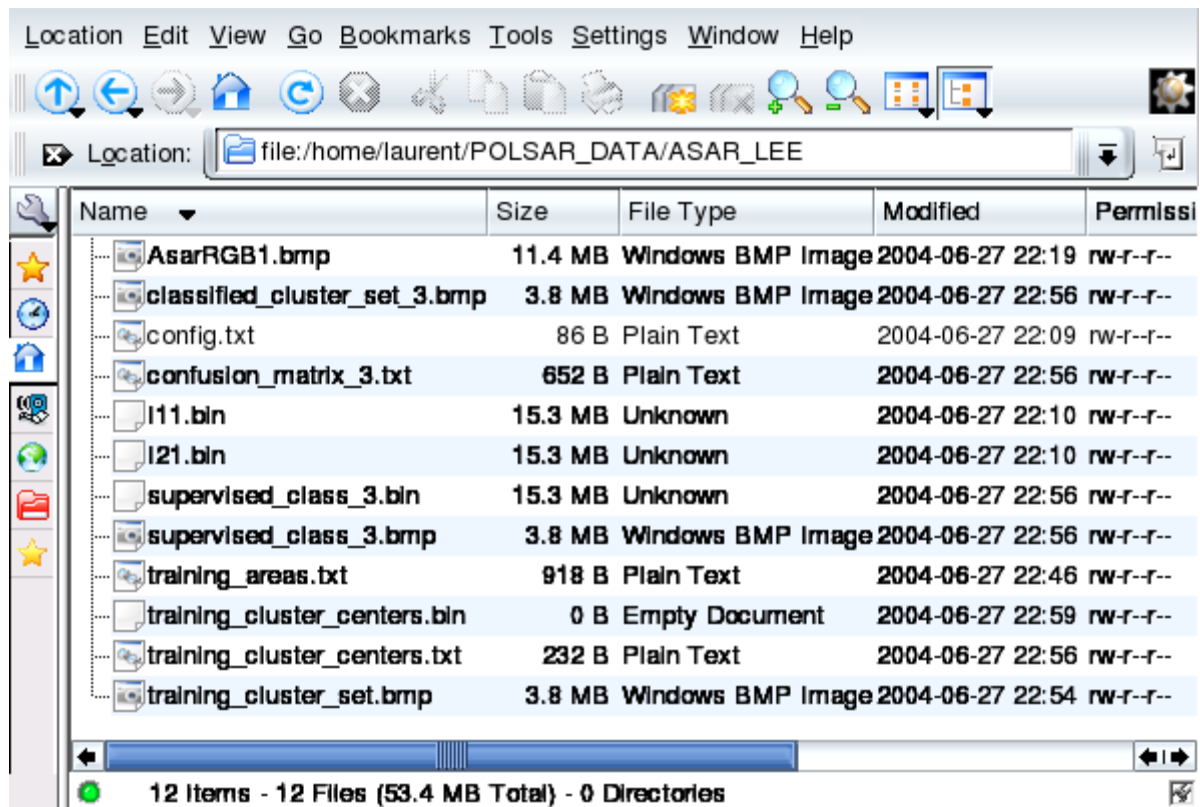 Location Edit View Go Bookmarks Tools Settings Window Help
Location: file:/home/laurent/POLSAR_DATA/ASAR_LEE
Name Size File Type Modified Permissi
AsarRGB1.bmp 11.4 MB Windows BMP Image 2004-06-27 22:19 rw-r--r--
classified_cluster_set_3.bmp 3.8 MB Windows BMP Image 2004-06-27 22:56 rw-r--r--
config.txt 86 B Plain Text 2004-06-27 22:09 rw-r--r--
confusion_matrix_3.txt 652 B Plain Text 2004-06-27 22:56 rw-r--r--
I11.bin 15.3 MB Unknown 2004-06-27 22:10 rw-r--r--
I21.bin 15.3 MB Unknown 2004-06-27 22:10 rw-r--r--
supervised_class_3.bin 15.3 MB Unknown 2004-06-27 22:56 rw-r--r--
supervised_class_3.bmp 3.8 MB Windows BMP Image 2004-06-27 22:56 rw-r--r--
training_areas.txt 918 B Plain Text 2004-06-27 22:46 rw-r--r--
training_cluster_centers.bin 0 B Empty Document 2004-06-27 22:59 rw-r--r--
training_cluster_centers.txt 232 B Plain Text 2004-06-27 22:56 rw-r--r--
training_cluster_set.bmp 3.8 MB Windows BMP Image 2004-06-27 22:54 rw-r--r--
12 Items - 12 Files (53.4 MB Total) - 0 Directories